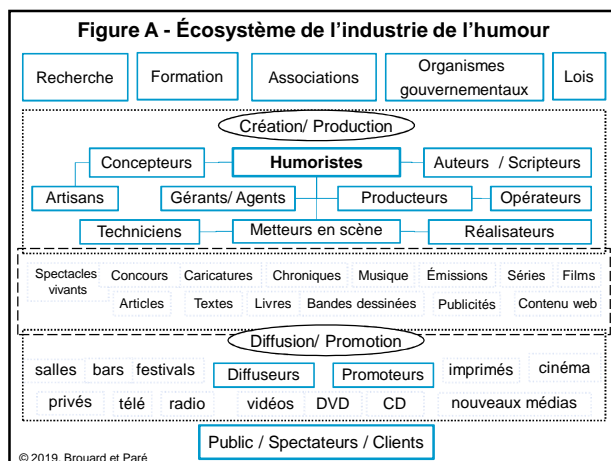 Figure A - Écosystème de l'industrie de l'humour
Recherche
Formation
Associations
Organismes
gouvernementaux
Lois
Création/ Production
Concepteurs
Humoristes
Auteurs / Scripteurs
Artisans
Gérants/ Agents
Producteurs
Opérateurs
Techniciens
Metteurs en scène
Réalisateurs
Spectacles
vivants
Concours
Caricatures
Chroniques
Musique
Émissions
Séries
Films
Articles
Textes
Livres
Bandes dessinées
Publicités
Contenu web
Diffusion/ Promotion
salles
bars
festivals
Diffuseurs
Promoteurs
imprimés
cinéma
privés
télé
radio
vidéos
DVD
CD
nouveaux médias
Public / Spectateurs / Clients
© 2019, Brouard et Paré